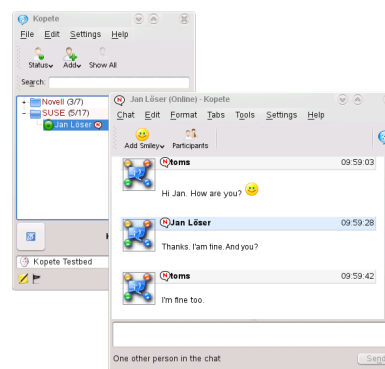 Kopete
File Edit Settings Help
Status Add Show All
Search:
+ Novell (3/7)
- SUSE (5/17)
Jan Löser
Kopete Testbed
Jan Löser (Online) - Kopete
Chat Edit Format Tabs Tools Settings Help
Add Smiley Participants
toms 09:59:03
Hi Jan. How are you?
Jan Löser 09:59:28
Thanks. I'am fine. And you?
toms 09:59:42
I'm fine too.
One other person in the chat